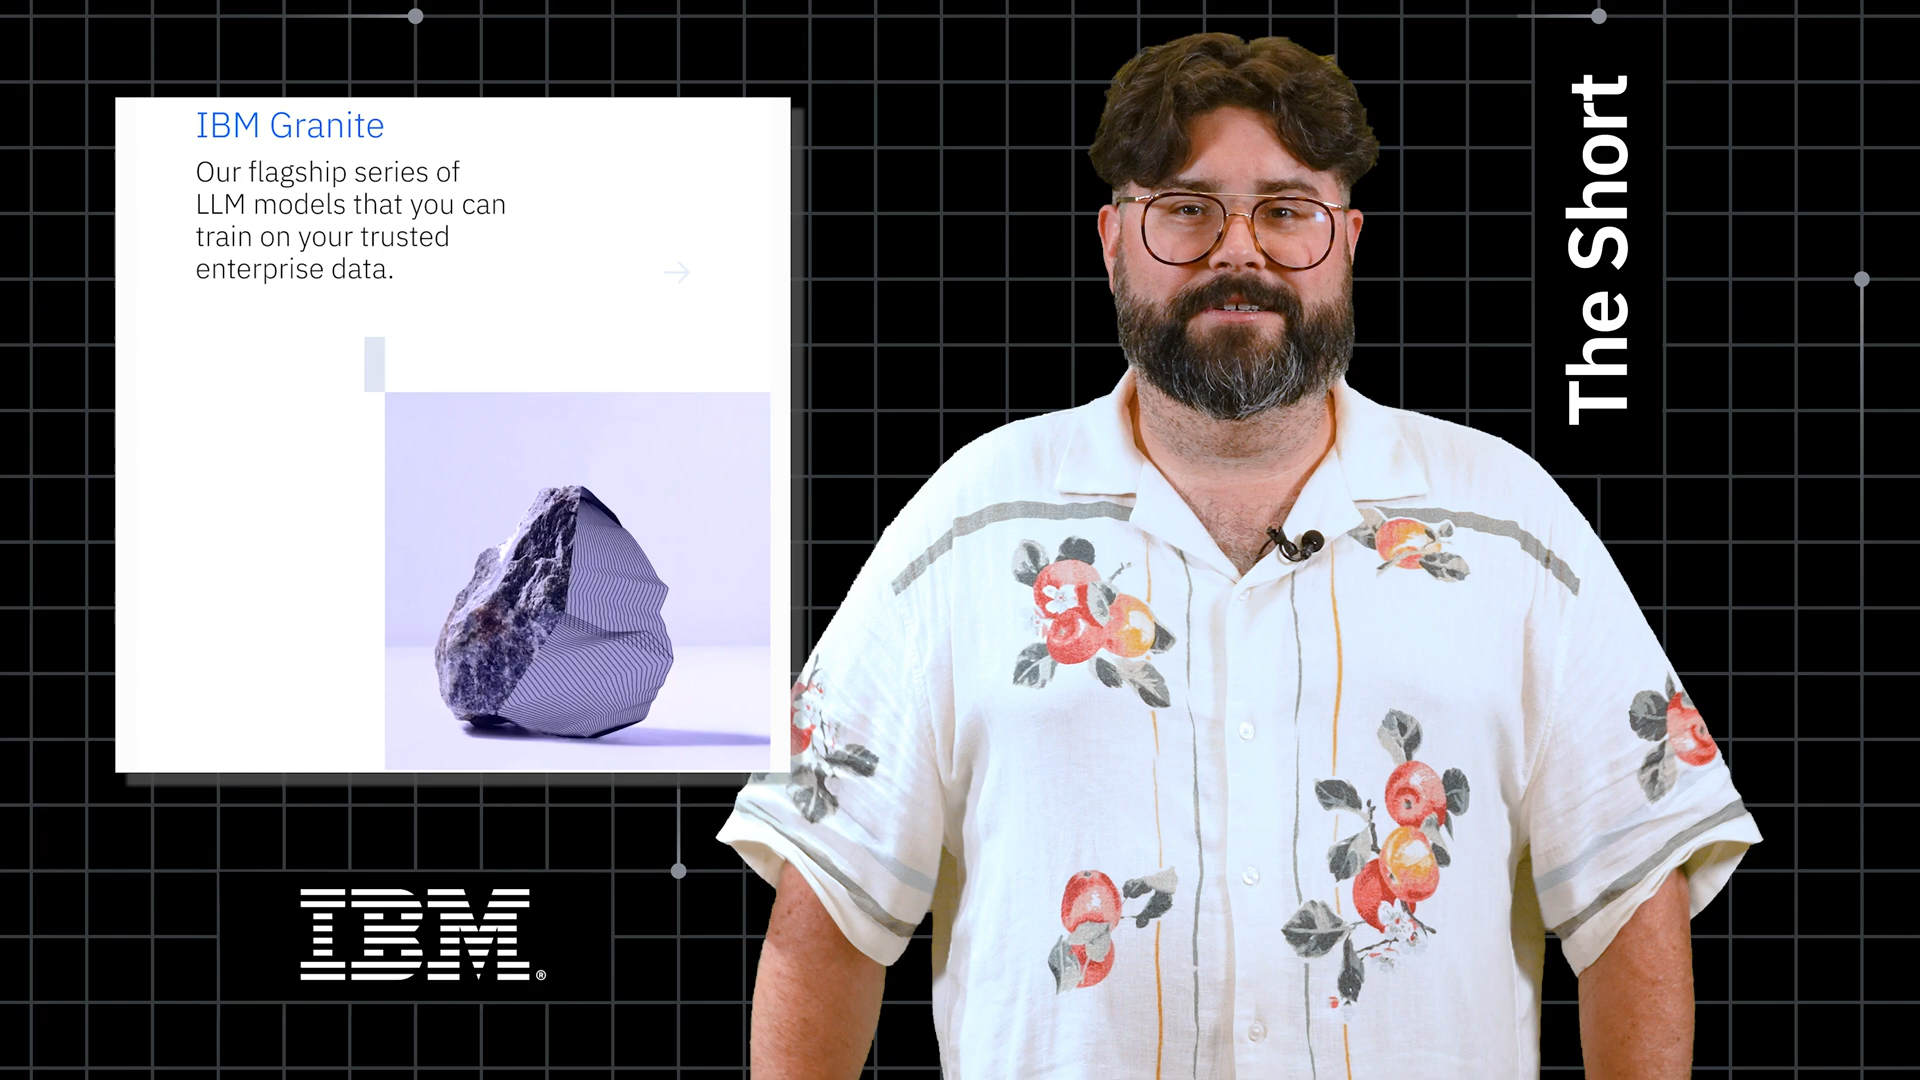 IBM Granite
Our flagship series of
LLM models that you can
train on your trusted
enterprise data.
The Short
IBM®